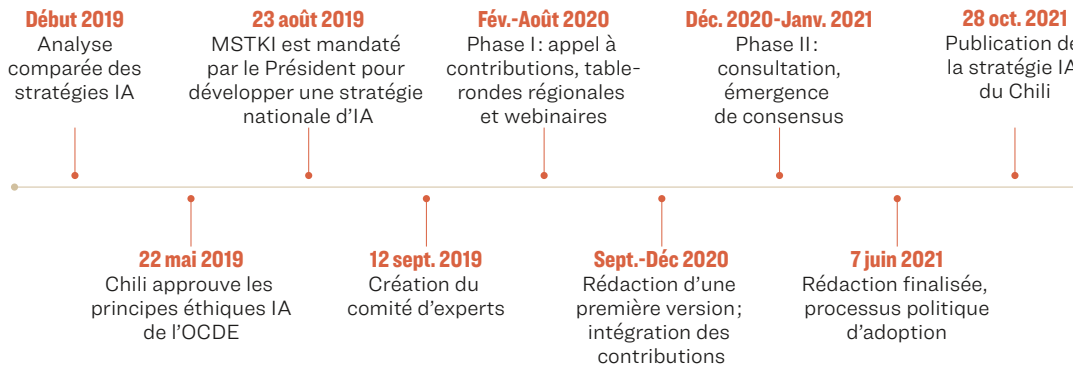 Début 2019
Analyse
comparée des
stratégies IA
23 août 2019
MSTKI est mandaté
par le Président pour
développer une stratégie
nationale d'IA
Fév.-Août 2020
Phase I : appel à
contributions, table-
rondes régionales
et webinaires
Déc. 2020-Janv. 2021
Phase II :
consultation,
émergence
de consensus
28 oct. 2021
Publication de
la stratégie IA
du Chili
22 mai 2019
Chili approuve les
principes éthiques IA
de l'OCDE
12 sept. 2019
Création du
comité d'experts
Sept.-Déc 2020
Rédaction d'une
première version;
intégration des
contributions
7 juin 2021
Rédaction finalisée,
processus politique
d'adoption